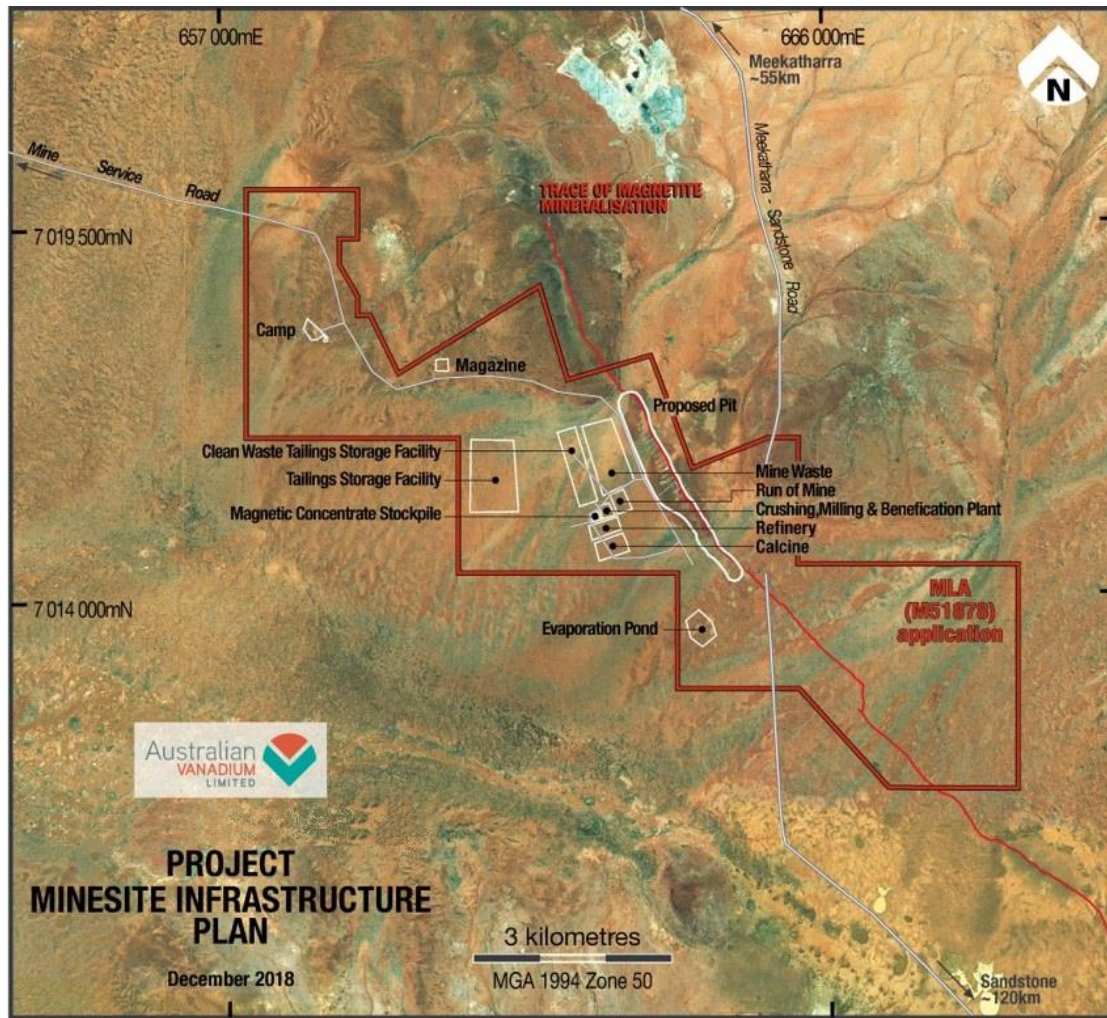 657 000mE
666 000mE
Meekatharra
~55km
N
Mine Service Road
Meekatharra - Sandstone Road
TRACE OF MAGNETITE
MINERALISATION
7 019 500mN
Camp
Magazine
Proposed Pit
Clean Waste Tailings Storage Facility
Tailings Storage Facility
Magnetic Concentrate Stockpile
Mine Waste
Run of Mine
Crushing,Milling & Benefication Plant
Refinery
Calcine
MLA
(M51878)
application
7 014 000mN
Evaporation Pond
Australian
VANADIUM
LIMITED
PROJECT
MINESITE INFRASTRUCTURE
PLAN
December 2018
3 kilometres
MGA 1994 Zone 50
Sandstone
~120km